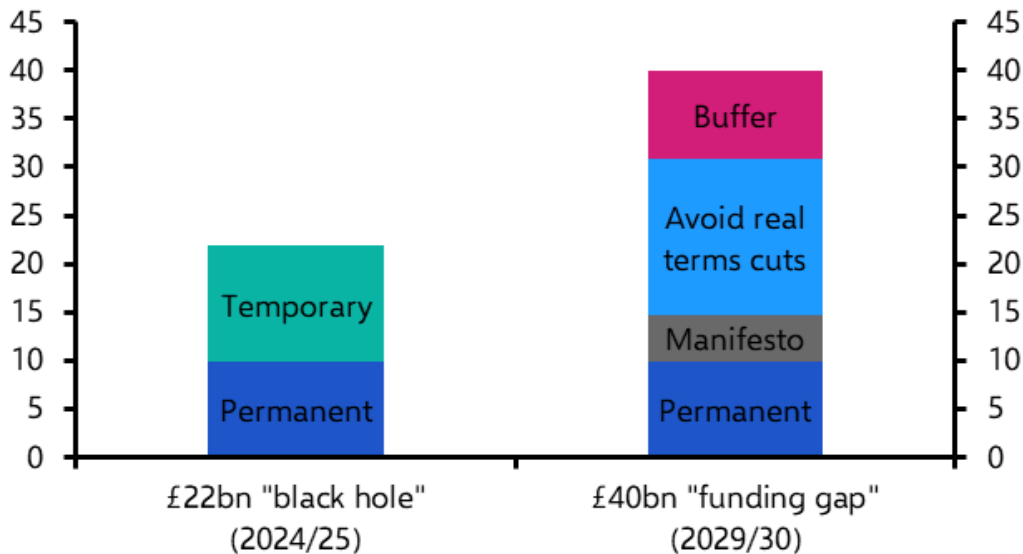 45
40
35
30
25
20
15
10
5
0
Temporary
Permanent
Buffer
Avoid real
terms cuts
Manifesto
Permanent
45
40
35
30
25
20
15
10
5
0
£22bn "black hole"
(2024/25)
£40bn "funding gap"
(2029/30)